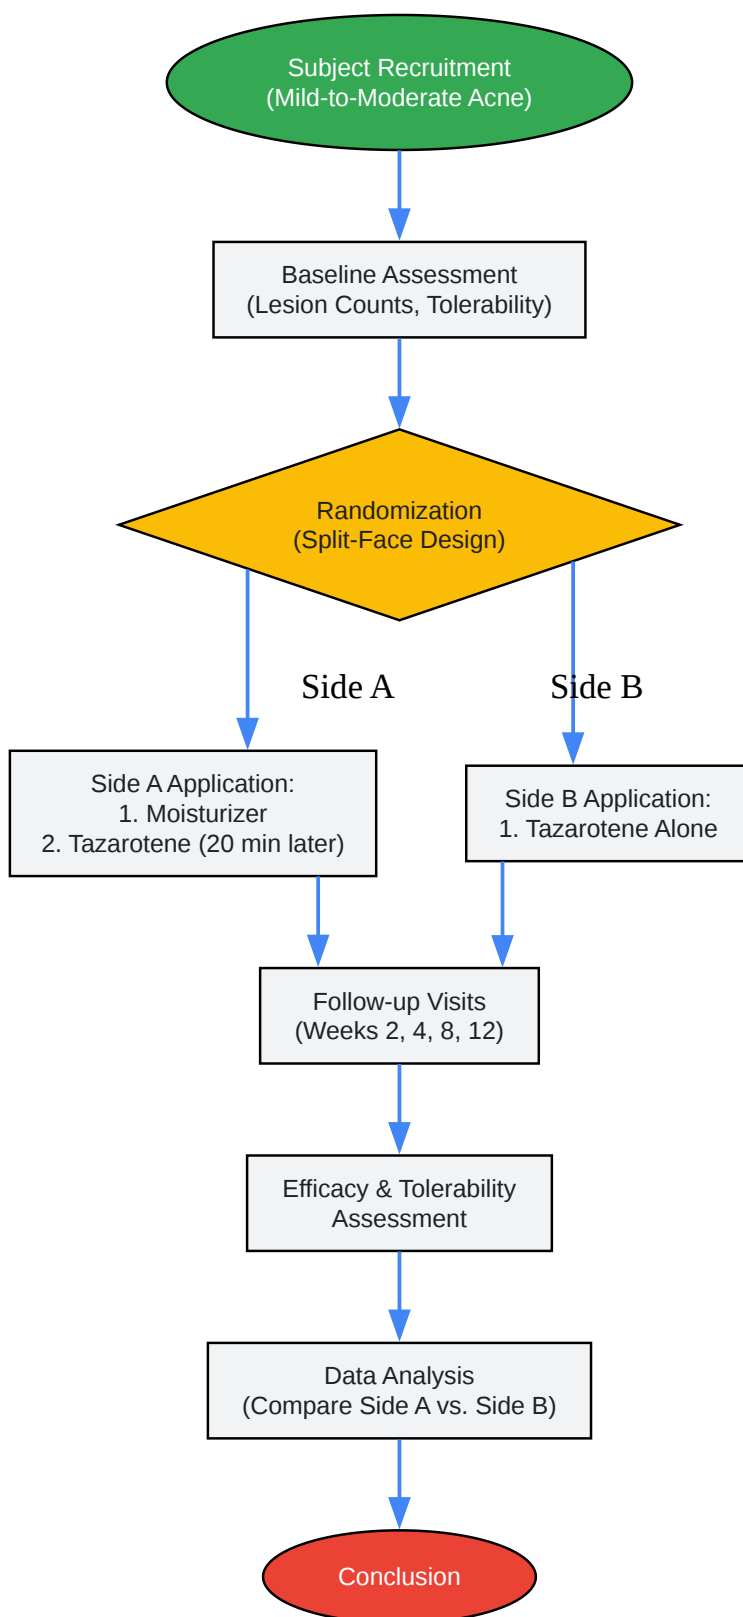 Subject Recruitment
(Mild-to-Moderate Acne)
Baseline Assessment
(Lesion Counts, Tolerability)
Randomization
(Split-Face Design)
Side A
Side B
Side A Application:
1. Moisturizer
2. Tazarotene (20 min later)
Side B Application:
1. Tazarotene Alone
Follow-up Visits
(Weeks 2, 4, 8, 12)
Efficacy & Tolerability
Assessment
Data Analysis
(Compare Side A vs. Side B)
Conclusion